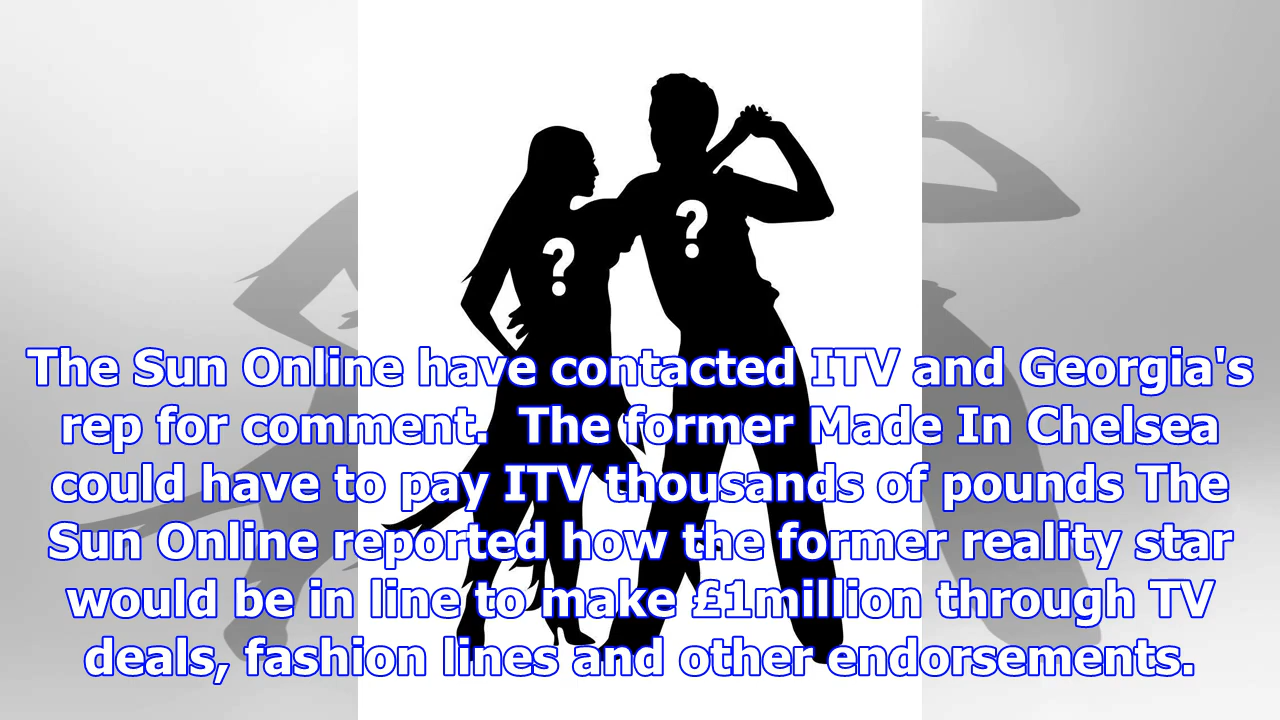 ? ?
The Sun Online have contacted ITV and Georgia's
rep for comment.  The former Made In Chelsea
could have to pay ITV thousands of pounds The
Sun Online reported how the former reality star
would be in line to make £1million through TV
deals, fashion lines and other endorsements.